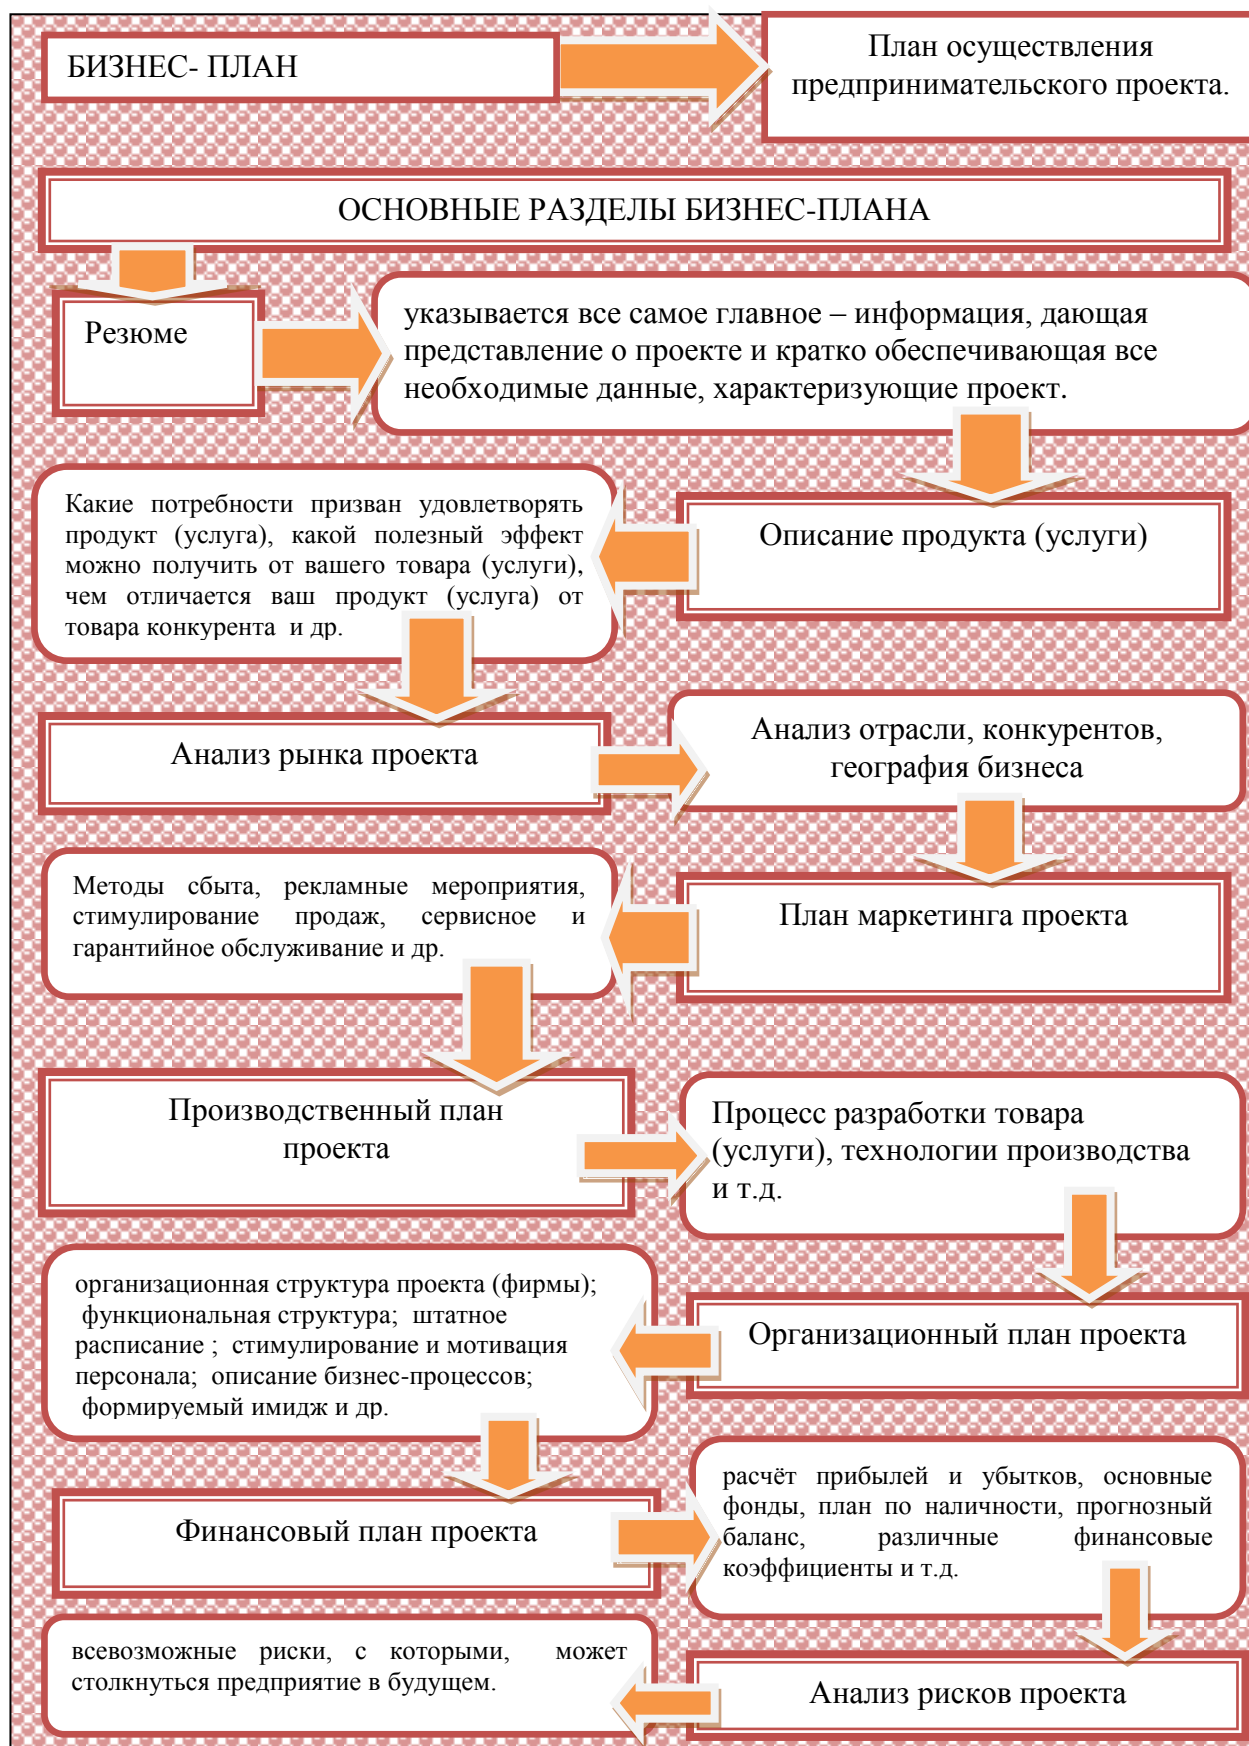 БИЗНЕС- ПЛАН
План осуществления
предпринимательского проекта.
ОСНОВНЫЕ РАЗДЕЛЫ БИЗНЕС-ПЛАНА
Резюме
указывается все самое главное – информация, дающая
представление о проекте и кратко обеспечивающая все
необходимые данные, характеризующие проект.
Описание продукта (услуги)
Какие потребности призван удовлетворять
продукт (услуга), какой полезный эффект
можно получить от вашего товара (услуги),
чем отличается ваш продукт (услуга) от
товара конкурента и др.
Анализ рынка проекта
Анализ отрасли, конкурентов,
география бизнеса
План маркетинга проекта
Методы сбыта, рекламные мероприятия,
стимулирование продаж, сервисное и
гарантийное обслуживание и др.
Производственный план
проекта
Процесс разработки товара
(услуги), технологии производства
и т.д.
Организационный план проекта
организационная структура проекта (фирмы);
функциональная структура; штатное
расписание ; стимулирование и мотивация
персонала; описание бизнес-процессов;
формируемый имидж и др.
Финансовый план проекта
расчёт прибылей и убытков, основные
фонды, план по наличности, прогнозный
баланс, различные финансовые
коэффициенты и т.д.
Анализ рисков проекта
всевозможные риски, с которыми, может
столкнуться предприятие в будущем.